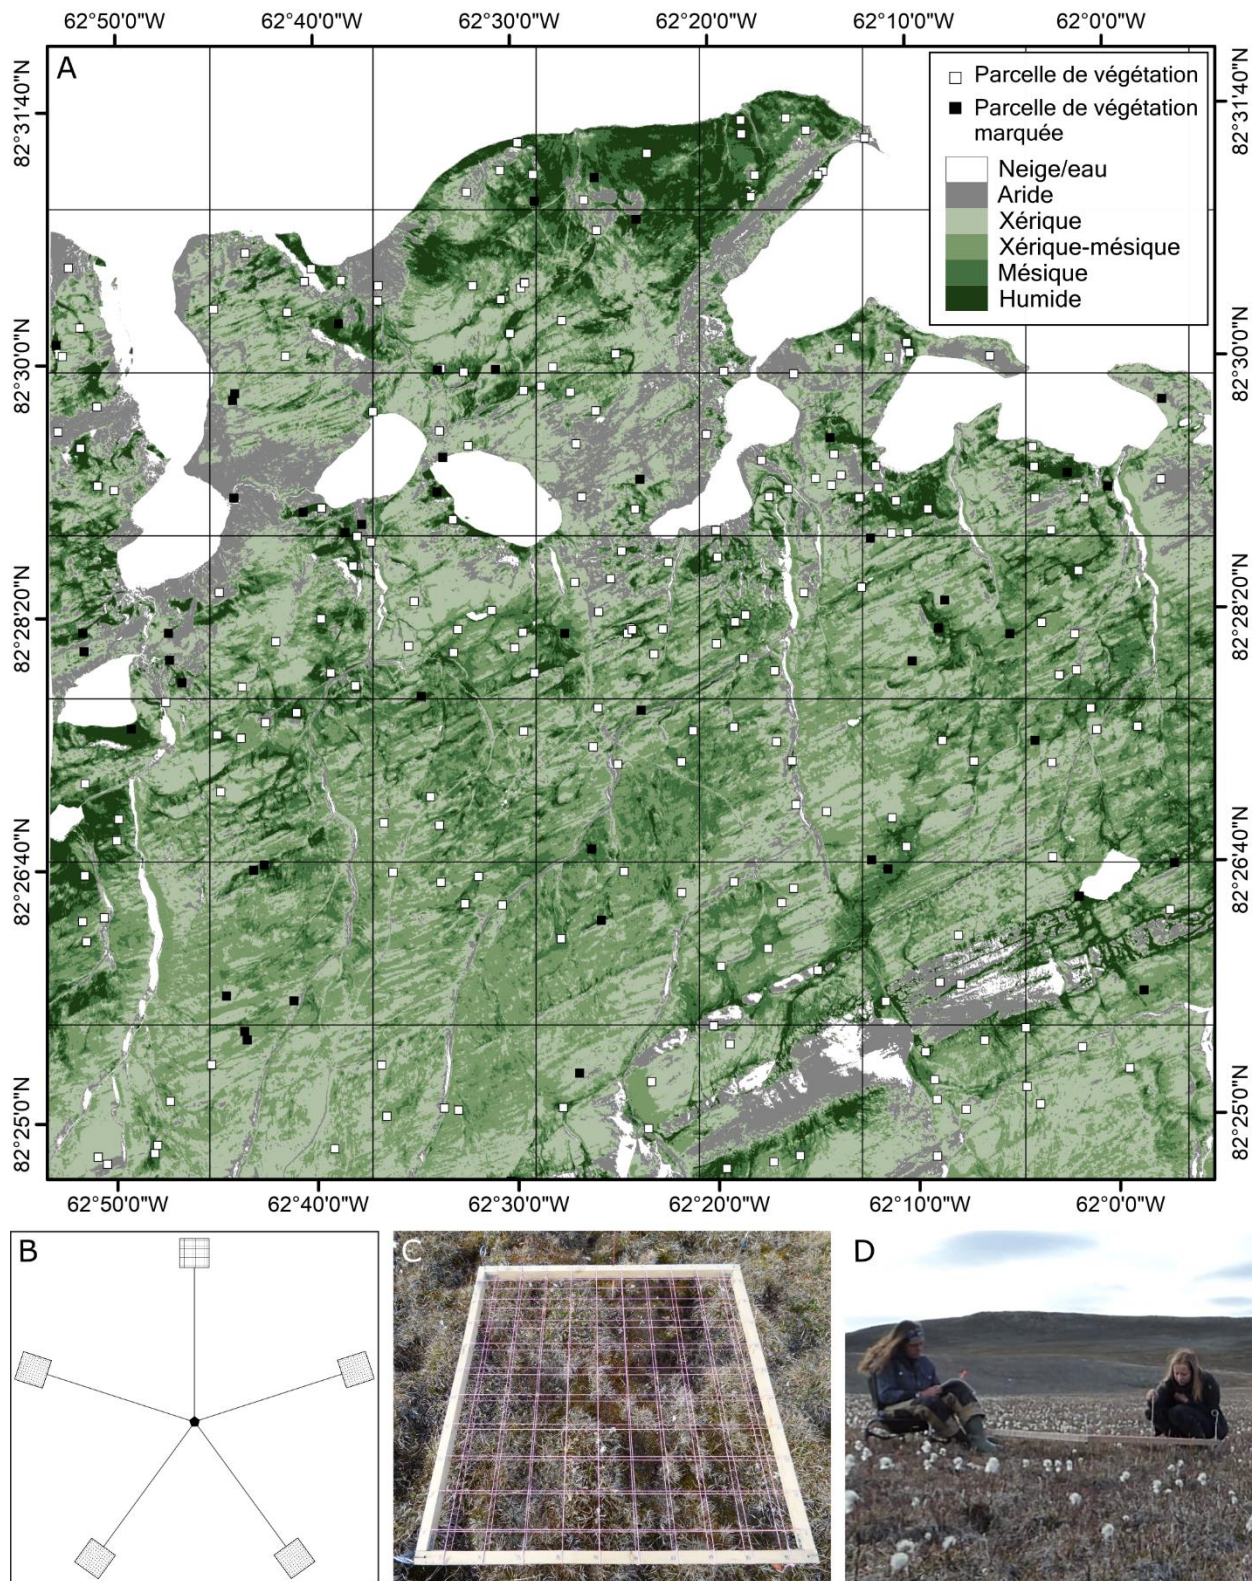 62°50'0"W 62°40'0"W 62°30'0"W 62°20'0"W 62°10'0"W 62°0'0"W
A
Parcelle de végétation
Parcelle de végétation
marquée
Neige/eau
Aride
Xérique
Xérique-mésique
Mésique
Humide
82°31'40"N 82°31'40"N
82°30'0"N 82°30'0"N
82°28'20"N 82°28'20"N
82°26'40"N 82°26'40"N
82°25'0"N 82°25'0"N
62°50'0"W 62°40'0"W 62°30'0"W 62°20'0"W 62°10'0"W 62°0'0"W
B
C
D